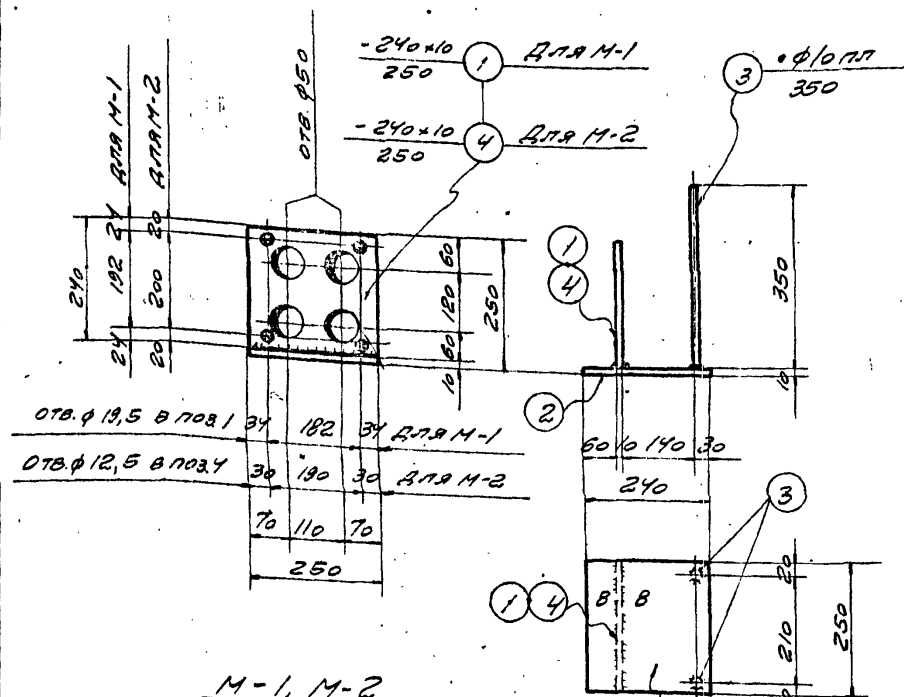 -240×10
250
1
ДЛЯ М-1
3
•Ф10ПЛ
350
-240×10
250
4
ДЛЯ М-2
ОТВ. Ф50
ДЛЯ М-1
ДЛЯ М-2
24
20
240
192
200
24
20
60
120
60
10
250
1
4
2
350
10
60 10 140 30
240
3
ОТВ.Ф 19,5 В ПОЗ.1
34 182 34 ДЛЯ М-1
ОТВ.Ф 12,5 В ПОЗ.4
30 190 30 ДЛЯ М-2
70 110 70
250
1 4
8 8
20
210
250
М-1, М-2